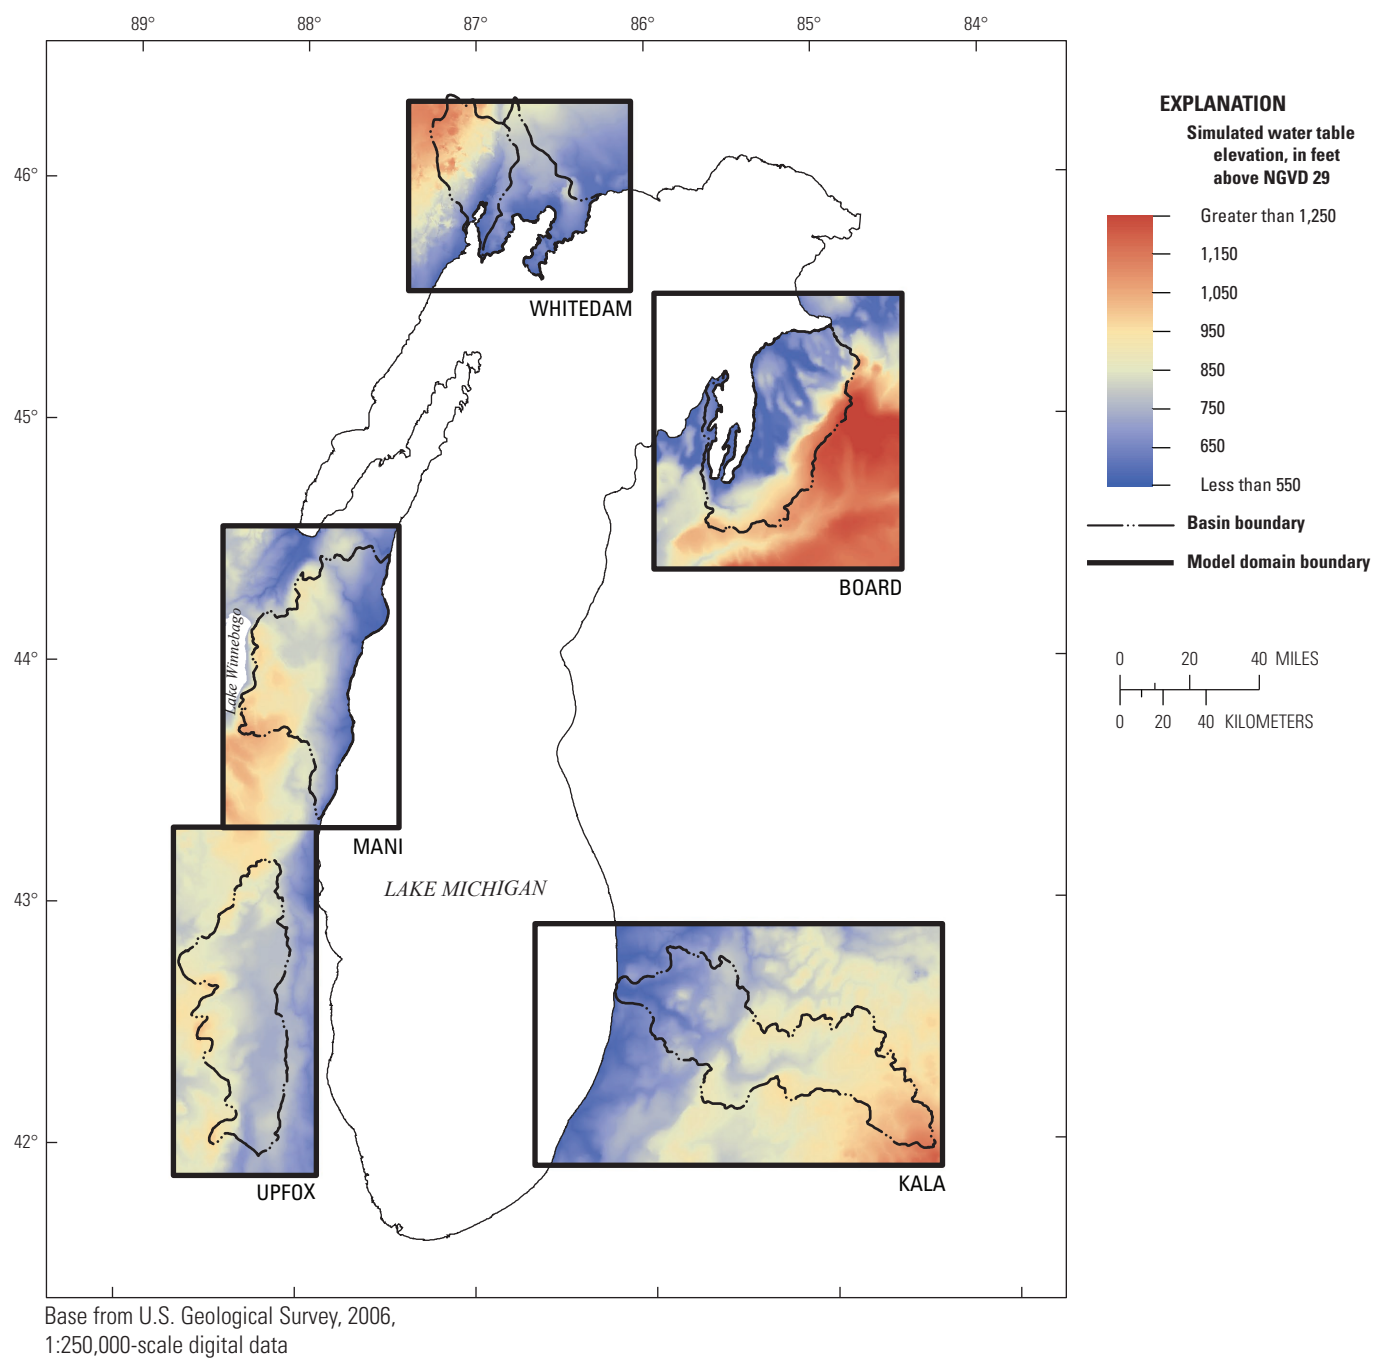 89°
88°
87°
86°
85°
84°
46°
45°
44°
43°
42°
WHITEDAM
BOARD
Lake Winnebago
MANI
LAKE MICHIGAN
UPFOX
KALA
EXPLANATION
Simulated water table
elevation, in feet
above NGVD 29
Greater than 1,250
1,150
1,050
950
850
750
650
Less than 550
Basin boundary
Model domain boundary
0 20 40 MILES
0 20 40 KILOMETERS
Base from U.S. Geological Survey, 2006,
1:250,000-scale digital data